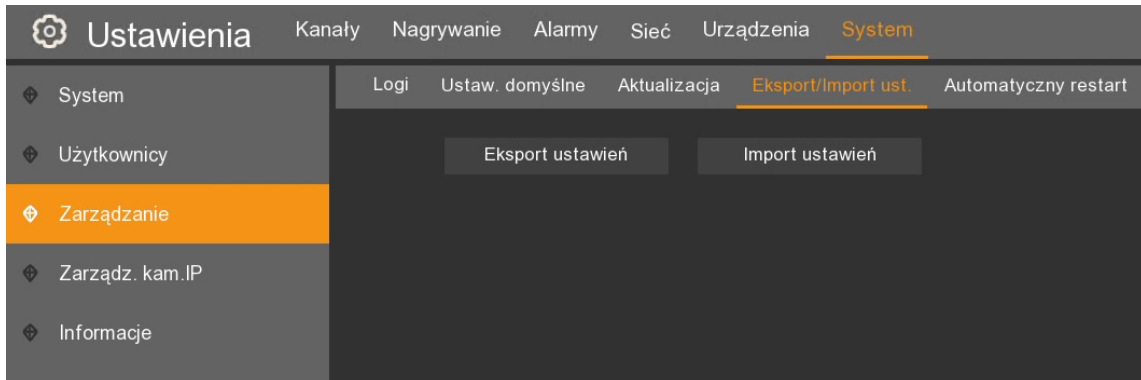 Ustawienia Kanały Nagrywanie Alarmy Sieć Urządzenia System
Logi Ustaw. domyślne Aktualizacja Eksport/Import ust. Automatyczny restart
System
Użytkownicy
Zarządzanie
Zarządz. kam.IP
Informacje
Eksport ustawień Import ustawień